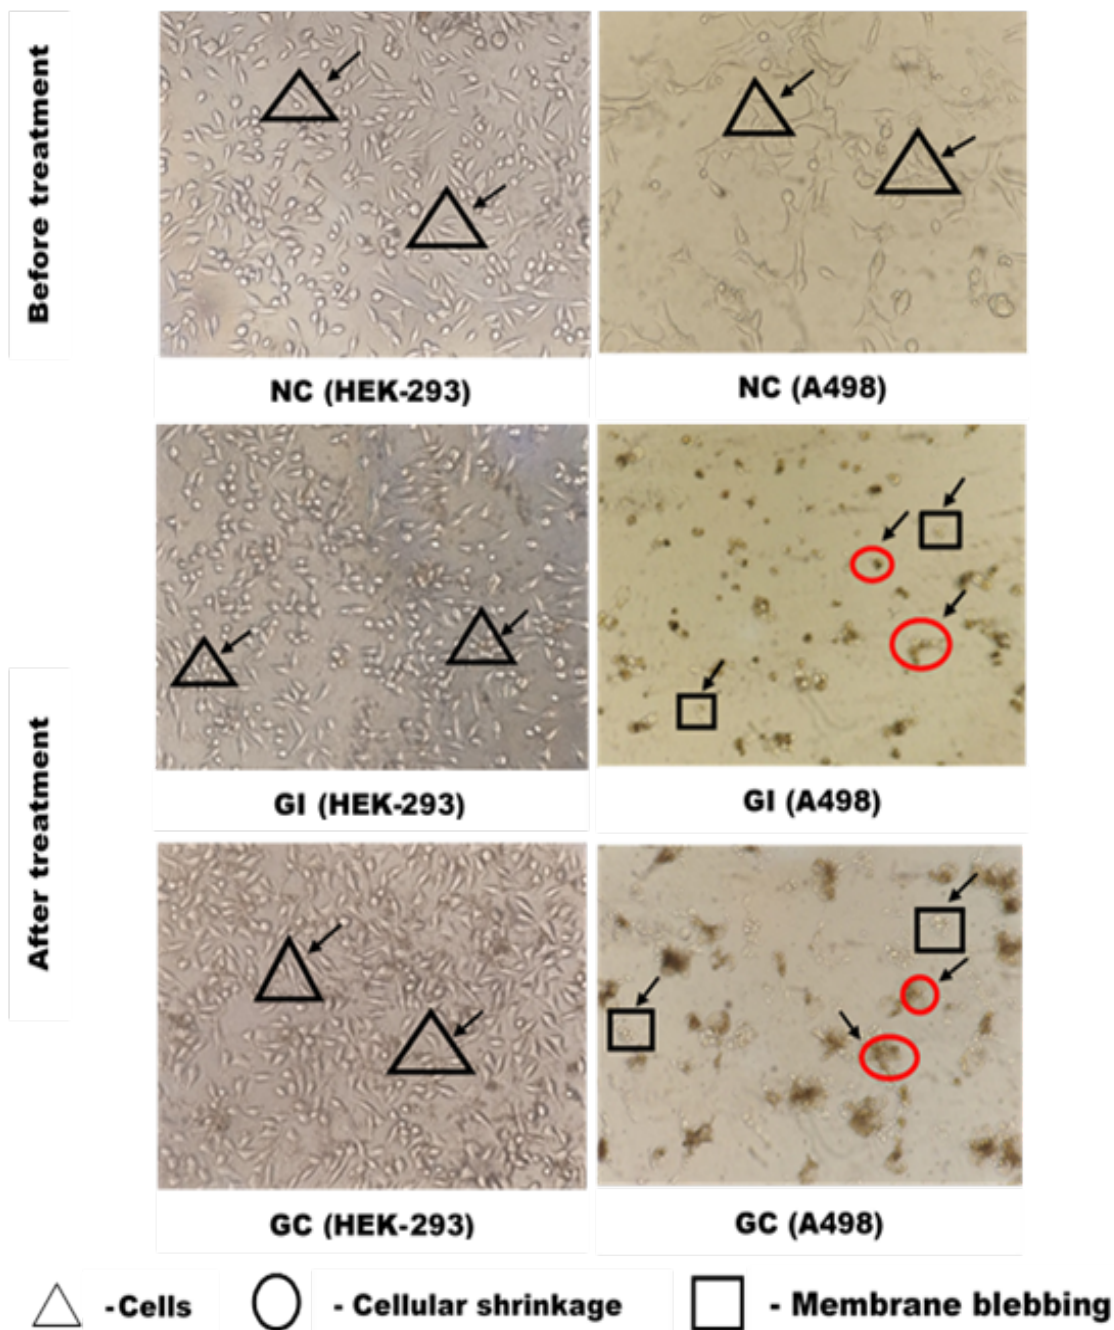 Before treatment
NC (HEK-293)
NC (A498)
After treatment
GI (HEK-293)
GI (A498)
GC (HEK-293)
GC (A498)
-Cells
- Cellular shrinkage
- Membrane blebbing